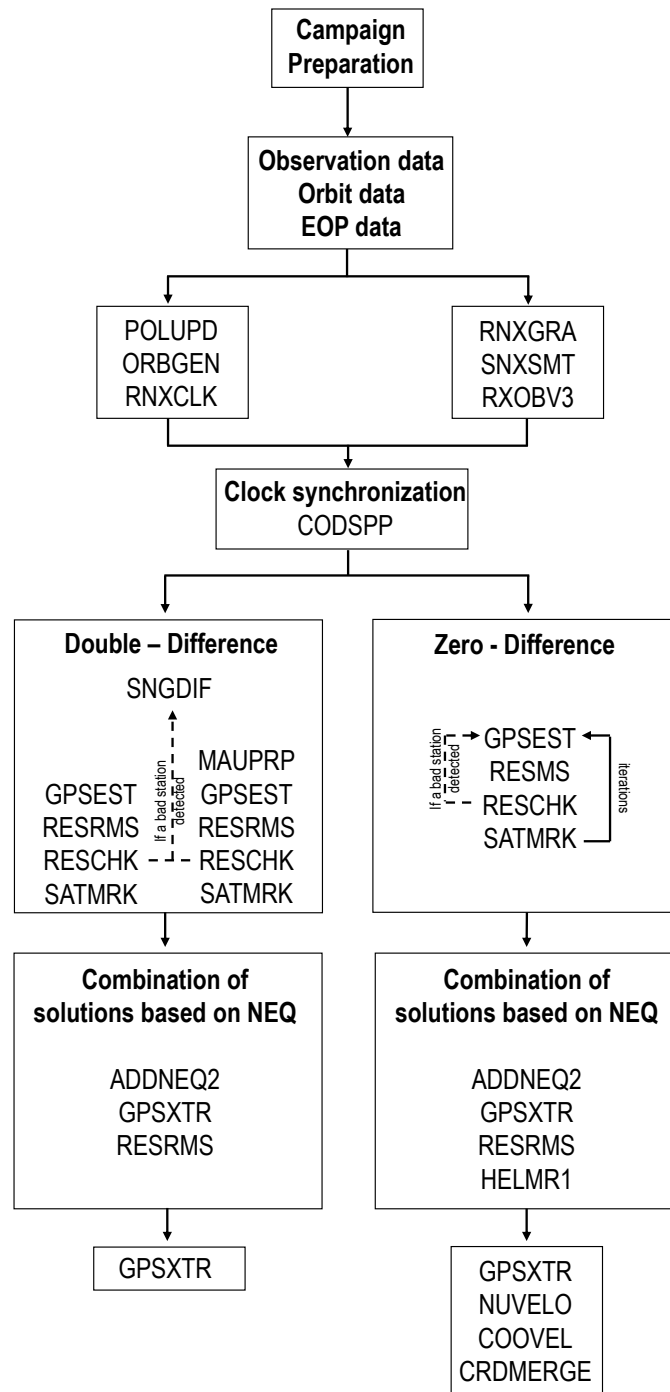 Campaign
Preparation
Observation data
Orbit data
EOP data
POLUPD
ORBGEN
RNXCLK
RNXGRA
SNXSMT
RXOBV3
Clock synchronization
CODSPP
Double – Difference
SNGDIF
GPSEST
RESRMS
RESCHK
SATMRK
If a bad station
detected
MAUPRP
GPSEST
RESRMS
RESCHK
SATMRK
Zero - Difference
If a bad station
detected
GPSEST
RESMS
RESCHK
SATMRK
iterations
Combination of
solutions based on NEQ
ADDNEQ2
GPSXTR
RESRMS
Combination of
solutions based on NEQ
ADDNEQ2
GPSXTR
RESRMS
HELMR1
GPSXTR
GPSXTR
NUVELO
COOVEL
CRDMERGE